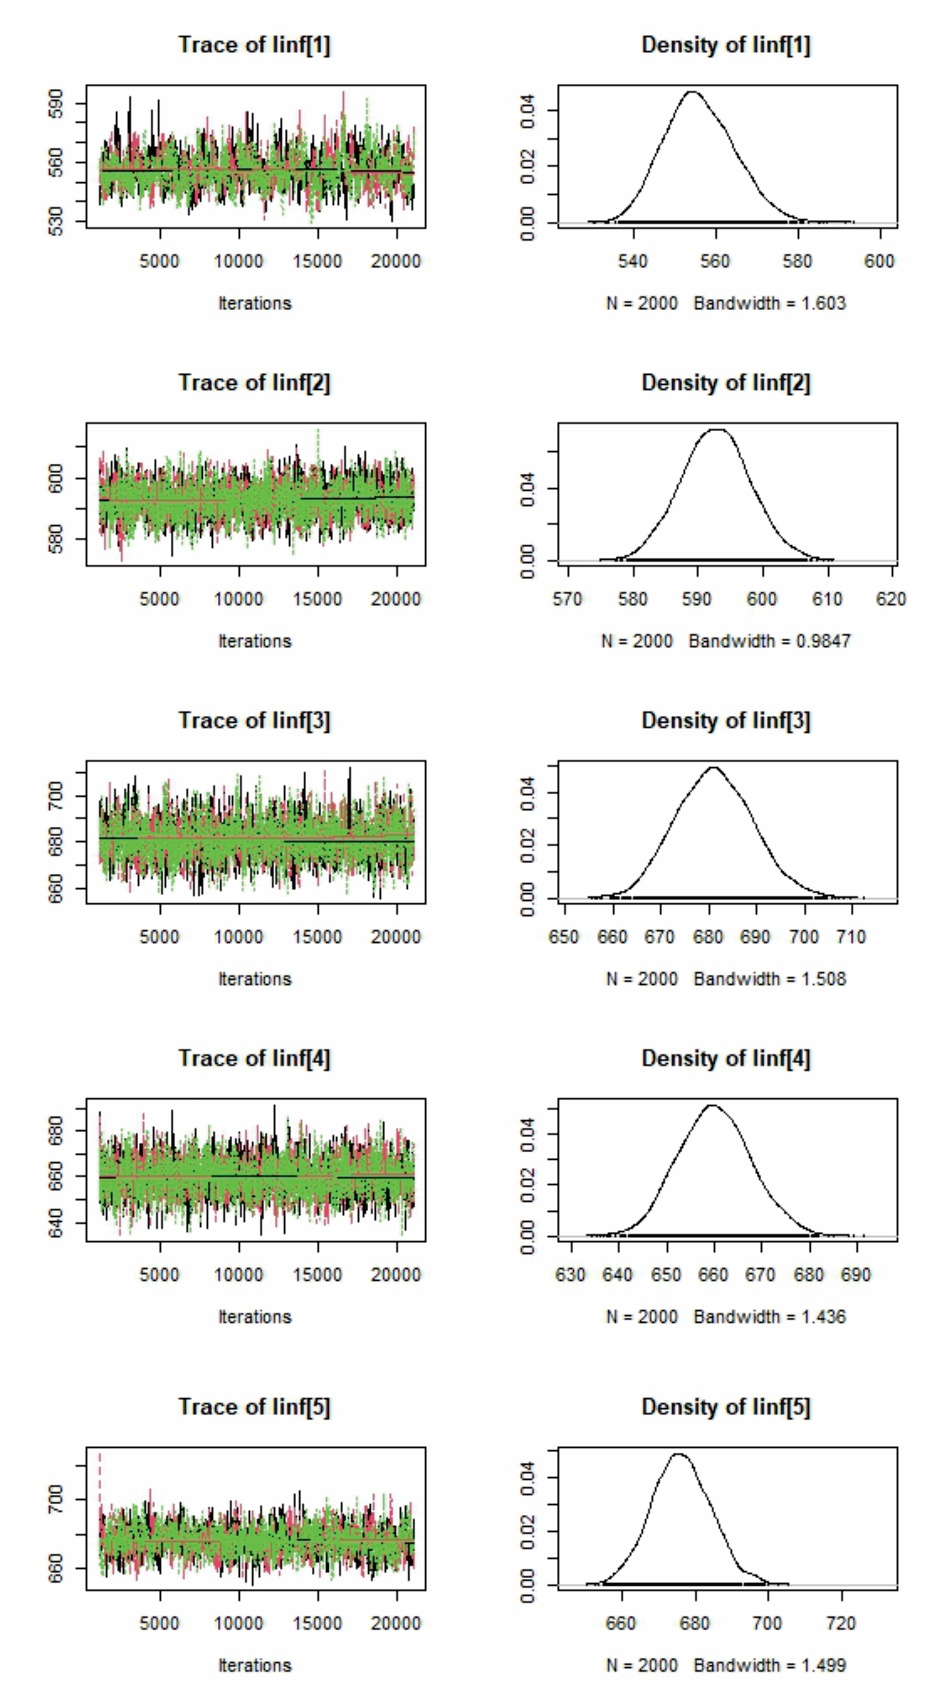 Trace of linf[1]
590
560
530
5000 10000 15000 20000
Iterations
Density of linf[1]
0.04
0.02
0.00
540 560 580 600
N = 2000 Bandwidth = 1.603
Trace of linf[2]
600
580
5000 10000 15000 20000
Iterations
Density of linf[2]
0.04
0.00
570 580 590 600 610 620
N = 2000 Bandwidth = 0.9847
Trace of linf[3]
700
680
660
5000 10000 15000 20000
Iterations
Density of linf[3]
0.04
0.02
0.00
650 660 670 680 690 700 710
N = 2000 Bandwidth = 1.508
Trace of linf[4]
680
660
640
5000 10000 15000 20000
Iterations
Density of linf[4]
0.04
0.02
0.00
630 640 650 660 670 680 690
N = 2000 Bandwidth = 1.436
Trace of linf[5]
700
660
5000 10000 15000 20000
Iterations
Density of linf[5]
0.04
0.02
0.00
660 680 700 720
N = 2000 Bandwidth = 1.499